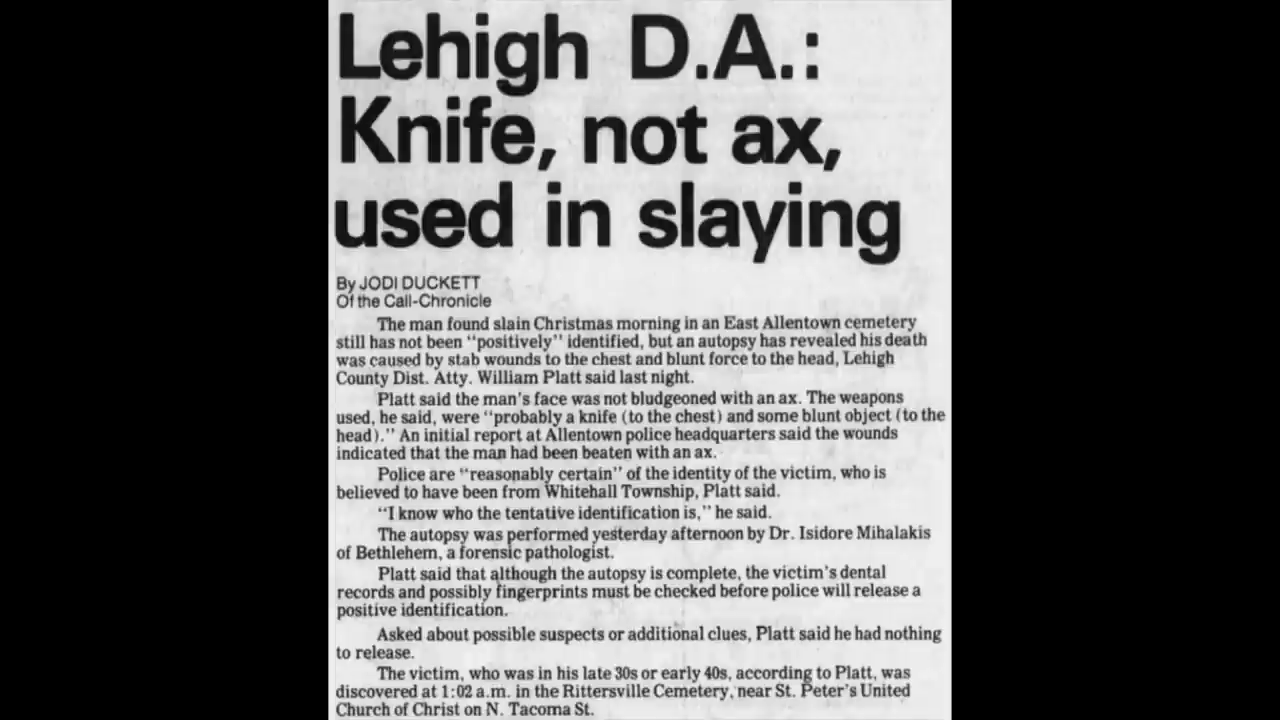 Lehigh D.A.:
Knife, not ax,
used in slaying
By JODI DUCKETT
Of the Call-Chronicle
The man found slain Christmas morning in an East Allentown cemetery
still has not been "positively" identified, but an autopsy has revealed his death
was caused by stab wounds to the chest and blunt force to the head, Lehigh
County Dist. Atty. William Platt said last night.
Platt said the man's face was not bludgeoned with an ax. The weapons
used, he said, were "probably a knife (to the chest) and some blunt object (to the
head)." An initial report at Allentown police headquarters said the wounds
indicated that the man had been beaten with an ax.
Police are "reasonably certain" of the identity of the victim, who is
believed to have been from Whitehall Township, Platt said.
"I know who the tentative identification is," he said.
The autopsy was performed yesterday afternoon by Dr. Isidore Mihalakis
of Bethlehem, a forensic pathologist.
Platt said that although the autopsy is complete, the victim's dental
records and possibly fingerprints must be checked before police will release a
positive identification.
Asked about possible suspects or additional clues, Platt said he had nothing
to release.
The victim, who was in his late 30s or early 40s, according to Platt, was
discovered at 1:02 a.m. in the Rittersville Cemetery, near St. Peter's United
Church of Christ on N. Tacoma St.